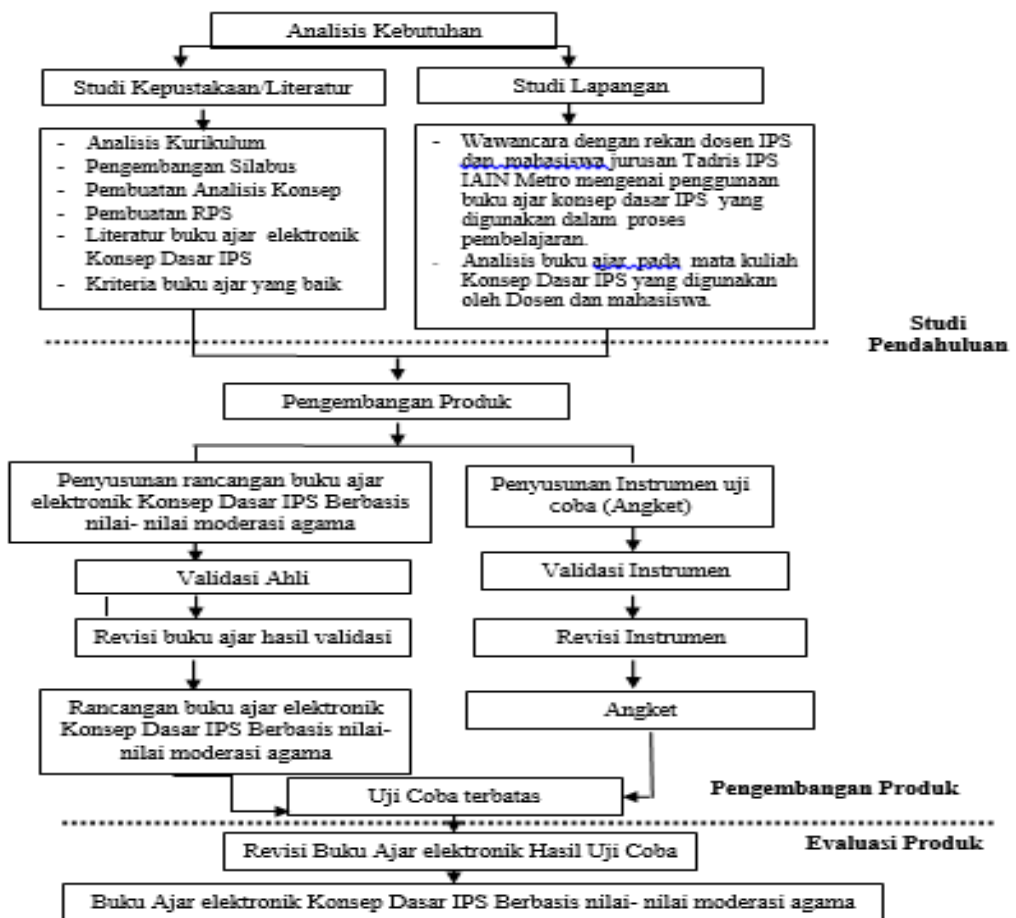 Analisis Kebutuhan
Studi Kepustakaan/Literatur
Studi Lapangan
- Analisis Kurikulum
- Pengembangan Silabus
- Pembuatan Analisis Konsep
- Pembuatan RPS
- Literatur buku ajar elektronik
Konsep Dasar IPS
- Kriteria buku ajar yang baik
- Wawancara dengan rekan dosen IPS
dan mahasiswa jurusan Tadris IPS
IAIN Metro mengenai penggunaan
buku ajar konsep dasar IPS yang
digunakan dalam proses
pembelajaran.
- Analisis buku ajar pada mata kuliah
Konsep Dasar IPS yang digunakan
oleh Dosen dan mahasiswa.
Studi
Pendahuluan
Pengembangan Produk
Penyusunan rancangan buku ajar
elektronik Konsep Dasar IPS Berbasis
nilai- nilai moderasi agama
Penyusunan Instrumen uji
coba (Angket)
Validasi Ahli
Validasi Instrumen
Revisi buku ajar hasil validasi
Revisi Instrumen
Rancangan buku ajar elektronik
Konsep Dasar IPS Berbasis nilai-
nilai moderasi agama
Angket
Uji Coba terbatas
Pengembangan Produk
Evaluasi Produk
Revisi Buku Ajar elektronik Hasil Uji Coba
Buku Ajar elektronik Konsep Dasar IPS Berbasis nilai- nilai moderasi agama